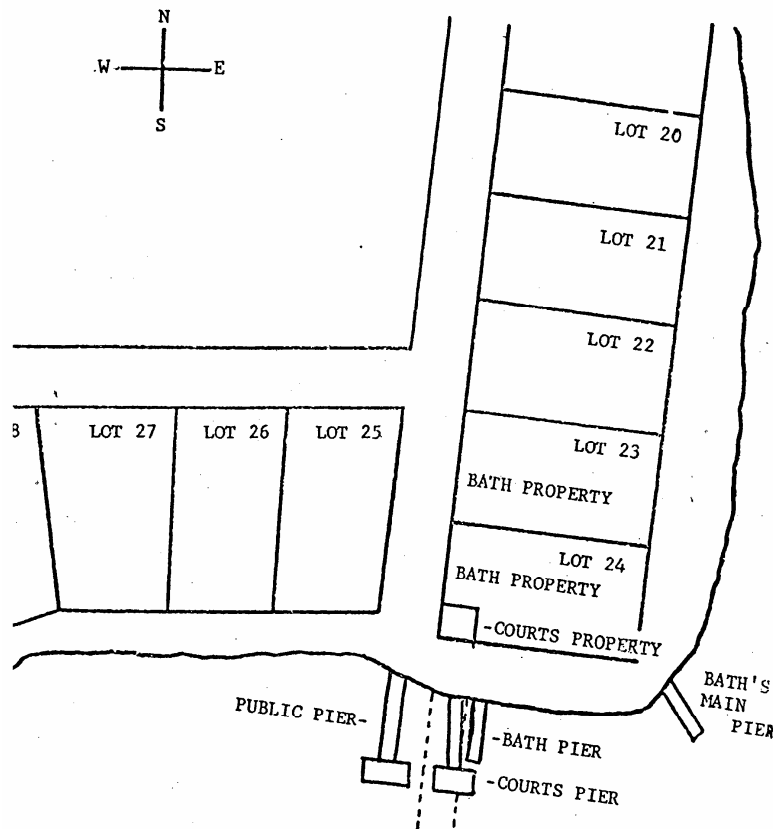 N
W E
S
LOT 20
LOT 21
LOT 22
8 LOT 27 LOT 26 LOT 25 LOT 23
BATH PROPERTY
LOT 24
BATH PROPERTY
-COURTS PROPERTY
BATH'S
MAIN
PIER
PUBLIC PIER-
-BATH PIER
-COURTS PIER